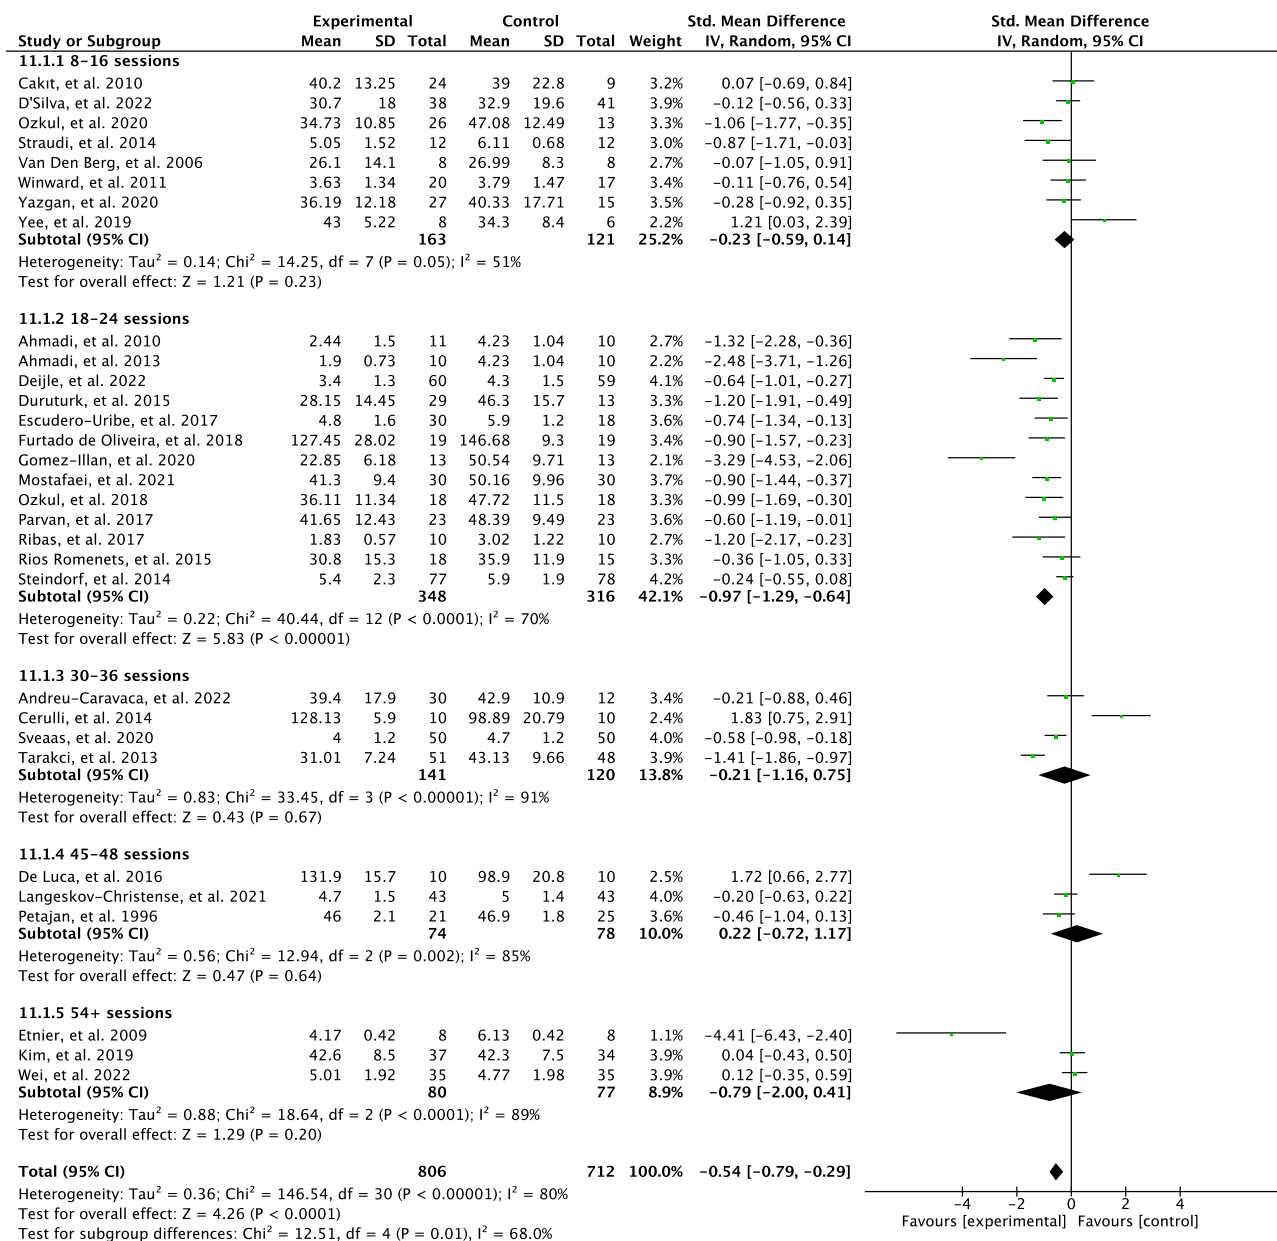 Experimental Control Std. Mean Difference Std. Mean Difference
Study or Subgroup Mean SD Total Mean SD Total Weight IV, Random, 95% CI IV, Random, 95% CI
11.1.1 8–16 sessions
Cakıt, et al. 2010 40.2 13.25 24 39 22.8 9 3.2% 0.07 [−0.69, 0.84]
D'Silva, et al. 2022 30.7 18 38 32.9 19.6 41 3.9% −0.12 [−0.56, 0.33]
Ozkul, et al. 2020 34.73 10.85 26 47.08 12.49 13 3.3% −1.06 [−1.77, −0.35]
Straudi, et al. 2014 5.05 1.52 12 6.11 0.68 12 3.0% −0.87 [−1.71, −0.03]
Van Den Berg, et al. 2006 26.1 14.1 8 26.99 8.3 8 2.7% −0.07 [−1.05, 0.91]
Winward, et al. 2011 3.63 1.34 20 3.79 1.47 17 3.4% −0.11 [−0.76, 0.54]
Yazgan, et al. 2020 36.19 12.18 27 40.33 17.71 15 3.5% −0.28 [−0.92, 0.35]
Yee, et al. 2019 43 5.22 8 34.3 8.4 6 2.2% 1.21 [0.03, 2.39]
Subtotal (95% CI) 163 121 25.2% −0.23 [−0.59, 0.14]
Heterogeneity: Tau² = 0.14; Chi² = 14.25, df = 7 (P = 0.05); I² = 51%
Test for overall effect: Z = 1.21 (P = 0.23)
11.1.2 18–24 sessions
Ahmadi, et al. 2010 2.44 1.5 11 4.23 1.04 10 2.7% −1.32 [−2.28, −0.36]
Ahmadi, et al. 2013 1.9 0.73 10 4.23 1.04 10 2.2% −2.48 [−3.71, −1.26]
Deijle, et al. 2022 3.4 1.3 60 4.3 1.5 59 4.1% −0.64 [−1.01, −0.27]
Duruturk, et al. 2015 28.15 14.45 29 46.3 15.7 13 3.3% −1.20 [−1.91, −0.49]
Escudero-Uribe, et al. 2017 4.8 1.6 30 5.9 1.2 18 3.6% −0.74 [−1.34, −0.13]
Furtado de Oliveira, et al. 2018 127.45 28.02 19 146.68 9.3 19 3.4% −0.90 [−1.57, −0.23]
Gomez-Illan, et al. 2020 22.85 6.18 13 50.54 9.71 13 2.1% −3.29 [−4.53, −2.06]
Mostafaei, et al. 2021 41.3 9.4 30 50.16 9.96 30 3.7% −0.90 [−1.44, −0.37]
Ozkul, et al. 2018 36.11 11.34 18 47.72 11.5 18 3.3% −0.99 [−1.69, −0.30]
Parvan, et al. 2017 41.65 12.43 23 48.39 9.49 23 3.6% −0.60 [−1.19, −0.01]
Ribas, et al. 2017 1.83 0.57 10 3.02 1.22 10 2.7% −1.20 [−2.17, −0.23]
Rios Romenets, et al. 2015 30.8 15.3 18 35.9 11.9 15 3.4% −0.36 [−1.05, 0.33]
Steindorf, et al. 2014 5.4 2.3 77 5.9 1.9 78 4.2% −0.24 [−0.55, 0.08]
Subtotal (95% CI) 348 316 42.1% −0.97 [−1.29, −0.64]
Heterogeneity: Tau² = 0.22; Chi² = 40.44, df = 12 (P < 0.0001); I² = 70%
Test for overall effect: Z = 5.83 (P < 0.00001)
11.1.3 30–36 sessions
Andreu-Caravaca, et al. 2022 39.4 17.9 30 42.9 10.9 12 3.4% −0.21 [−0.88, 0.46]
Cerulli, et al. 2014 128.13 5.9 10 98.89 20.79 10 2.4% 1.83 [0.75, 2.91]
Sveaas, et al. 2020 4 1.2 50 4.7 1.2 50 4.0% −0.58 [−0.98, −0.18]
Tarakci, et al. 2013 31.01 7.24 51 43.13 9.66 48 3.9% −1.41 [−1.86, −0.97]
Subtotal (95% CI) 141 120 13.8% −0.21 [−1.16, 0.75]
Heterogeneity: Tau² = 0.83; Chi² = 33.45, df = 3 (P < 0.00001); I² = 91%
Test for overall effect: Z = 0.43 (P = 0.67)
11.1.4 45–48 sessions
De Luca, et al. 2016 131.9 15.7 10 98.9 20.8 10 2.5% 1.72 [0.66, 2.77]
Langeskov-Christense, et al. 2021 4.7 1.5 43 5 1.4 43 4.0% −0.20 [−0.63, 0.22]
Petajan, et al. 1996 46 2.1 21 46.9 1.8 25 3.6% −0.46 [−1.04, 0.13]
Subtotal (95% CI) 74 78 10.0% 0.22 [−0.72, 1.17]
Heterogeneity: Tau² = 0.56; Chi² = 12.94, df = 2 (P = 0.002); I² = 85%
Test for overall effect: Z = 0.47 (P = 0.64)
11.1.5 54+ sessions
Etnier, et al. 2009 4.17 0.42 8 6.13 0.42 8 1.1% −4.41 [−6.43, −2.40]
Kim, et al. 2019 42.6 8.5 37 42.3 7.5 34 3.9% 0.04 [−0.43, 0.50]
Wei, et al. 2022 5.01 1.92 35 4.77 1.98 35 3.9% 0.12 [−0.35, 0.59]
Subtotal (95% CI) 80 77 8.9% −0.79 [−2.00, 0.41]
Heterogeneity: Tau² = 0.88; Chi² = 18.64, df = 2 (P < 0.0001); I² = 89%
Test for overall effect: Z = 1.29 (P = 0.20)
Total (95% CI) 806 712 100.0% −0.54 [−0.79, −0.29]
Heterogeneity: Tau² = 0.36; Chi² = 146.54, df = 30 (P < 0.00001); I² = 80%
Test for overall effect: Z = 4.26 (P < 0.0001)
Test for subgroup differences: Chi² = 12.51, df = 4 (P = 0.01), I² = 68.0%
−4 −2 0 2 4
Favours [experimental] Favours [control]